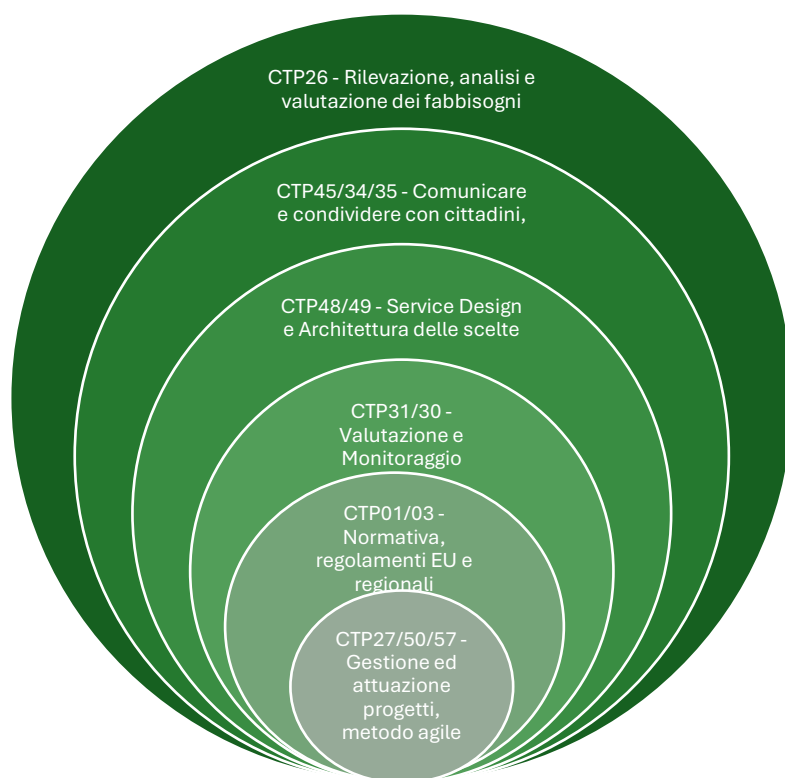 CTP26 - Rilevazione, analisi e
valutazione dei fabbisogni
CTP45/34/35 - Comunicare
e condividere con cittadini,
CTP48/49 - Service Design
e Architettura delle scelte
CTP31/30 -
Valutazione e
Monitoraggio
CTP01/03 -
Normativa,
regolamenti EU e
regionali
CTP27/50/57 -
Gestione ed
attuazione
progetti,
metodo agile